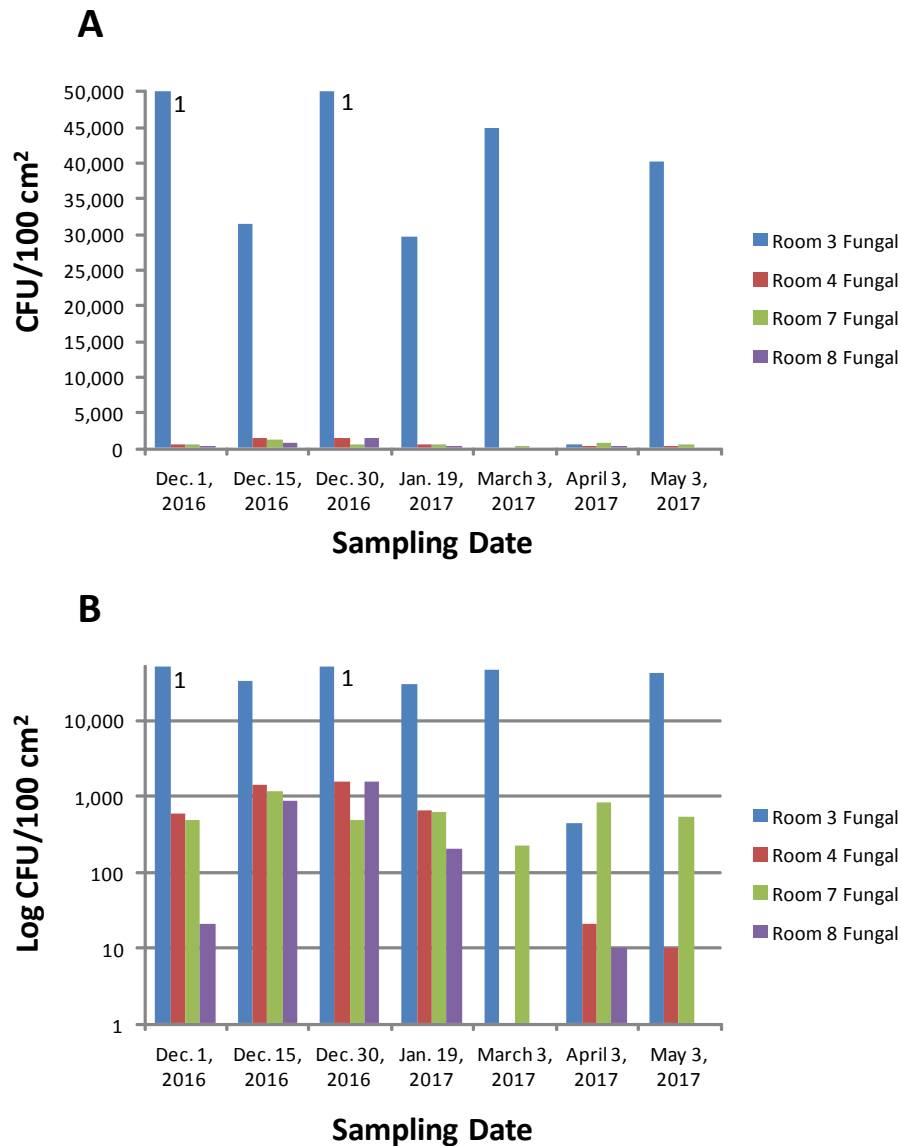 A
CFU/100 cm²
50,000
45,000
40,000
35,000
30,000
25,000
20,000
15,000
10,000
5,000
0
1
1
Dec. 1, 2016
Dec. 15, 2016
Dec. 30, 2016
Jan. 19, 2017
March 3, 2017
April 3, 2017
May 3, 2017
Sampling Date
Room 3 Fungal
Room 4 Fungal
Room 7 Fungal
Room 8 Fungal
B
Log CFU/100 cm²
10,000
1,000
100
10
1
1
1
Dec. 1, 2016
Dec. 15, 2016
Dec. 30, 2016
Jan. 19, 2017
March 3, 2017
April 3, 2017
May 3, 2017
Sampling Date
Room 3 Fungal
Room 4 Fungal
Room 7 Fungal
Room 8 Fungal